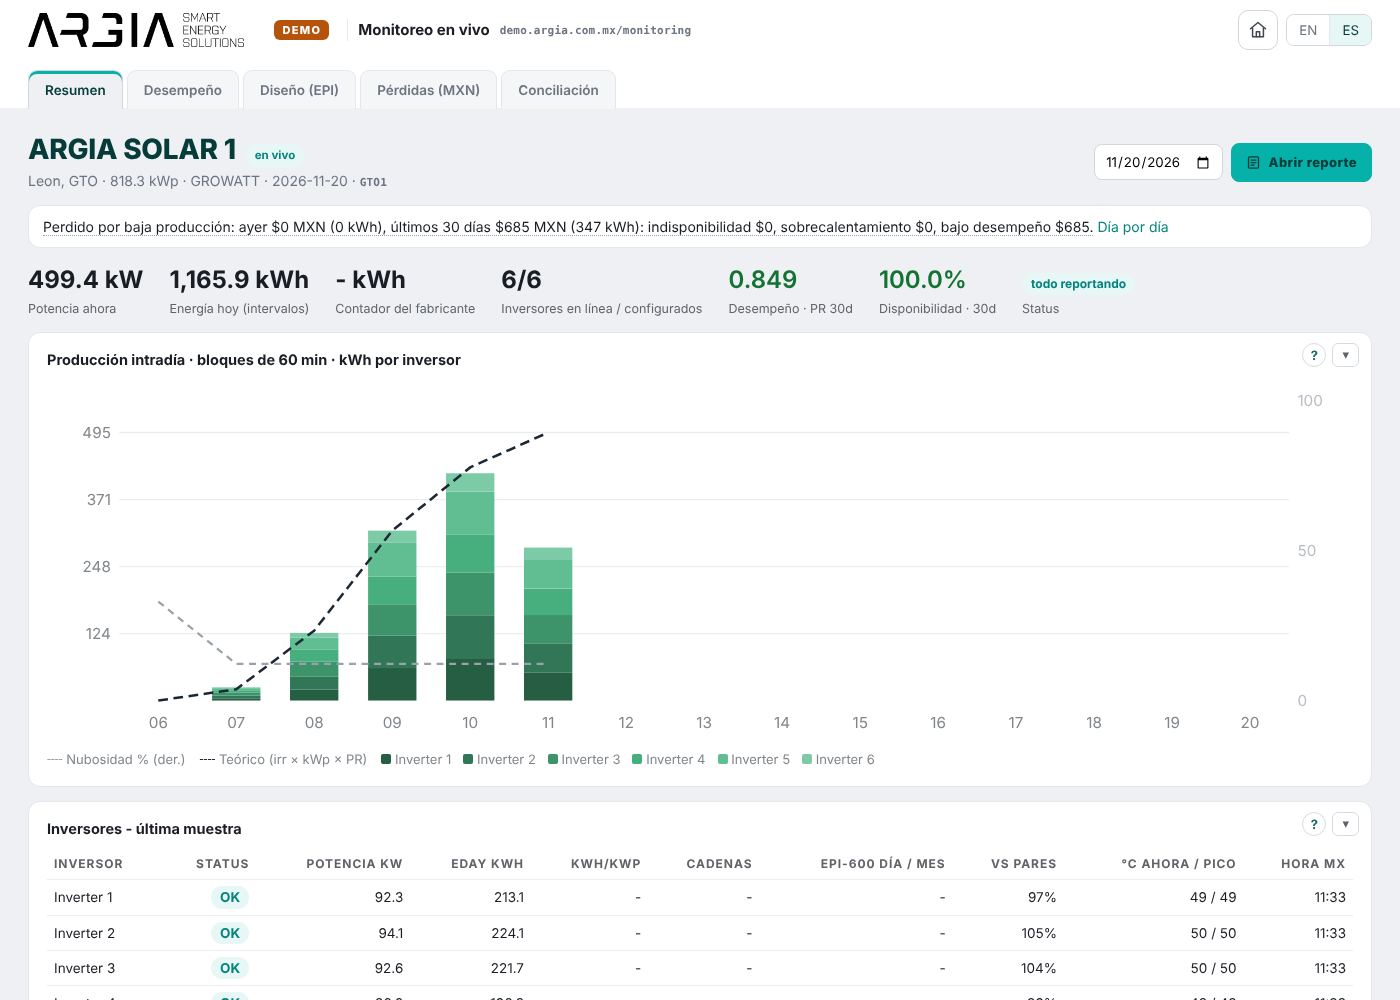 ARGIA SMART ENERGY SOLUTIONS
DEMO
Monitoreo en vivo demo.argia.com.mx/monitoring
EN ES
Resumen Desempeño Diseño (EPI) Pérdidas (MXN) Conciliación
ARGIA SOLAR 1 en vivo
11/20/2026 Abrir reporte
Leon, GTO · 818.3 kWp · GROWATT · 2026-11-20 · GTO1
Perdido por baja producción: ayer $0 MXN (0 kWh), últimos 30 días $685 MXN (347 kWh): indisponibilidad $0, sobrecalentamiento $0, bajo desempeño $685. Día por día
499.4 kW 1,165.9 kWh - kWh 6/6 0.849 100.0% todo reportando
Potencia ahora Energía hoy (intervalos) Contador del fabricante Inversores en línea / configurados Desempeño · PR 30d Disponibilidad · 30d Status
Producción intradía · bloques de 60 min · kWh por inversor ? ▼
100
495
371
50
248
124
0
06 07 08 09 10 11 12 13 14 15 16 17 18 19 20
Nubosidad % (der.) Teórico (irr × kWp × PR) Inverter 1 Inverter 2 Inverter 3 Inverter 4 Inverter 5 Inverter 6
Inversores - última muestra ? ▼
INVERSOR STATUS POTENCIA KW EDAY KWH KWH/KWP CADENAS EPI-600 DÍA / MES VS PARES °C AHORA / PICO HORA MX
Inverter 1 OK 92.3 213.1 - - - 97% 49 / 49 11:33
Inverter 2 OK 94.1 224.1 - - - 105% 50 / 50 11:33
Inverter 3 OK 92.6 221.7 - - - 104% 50 / 50 11:33